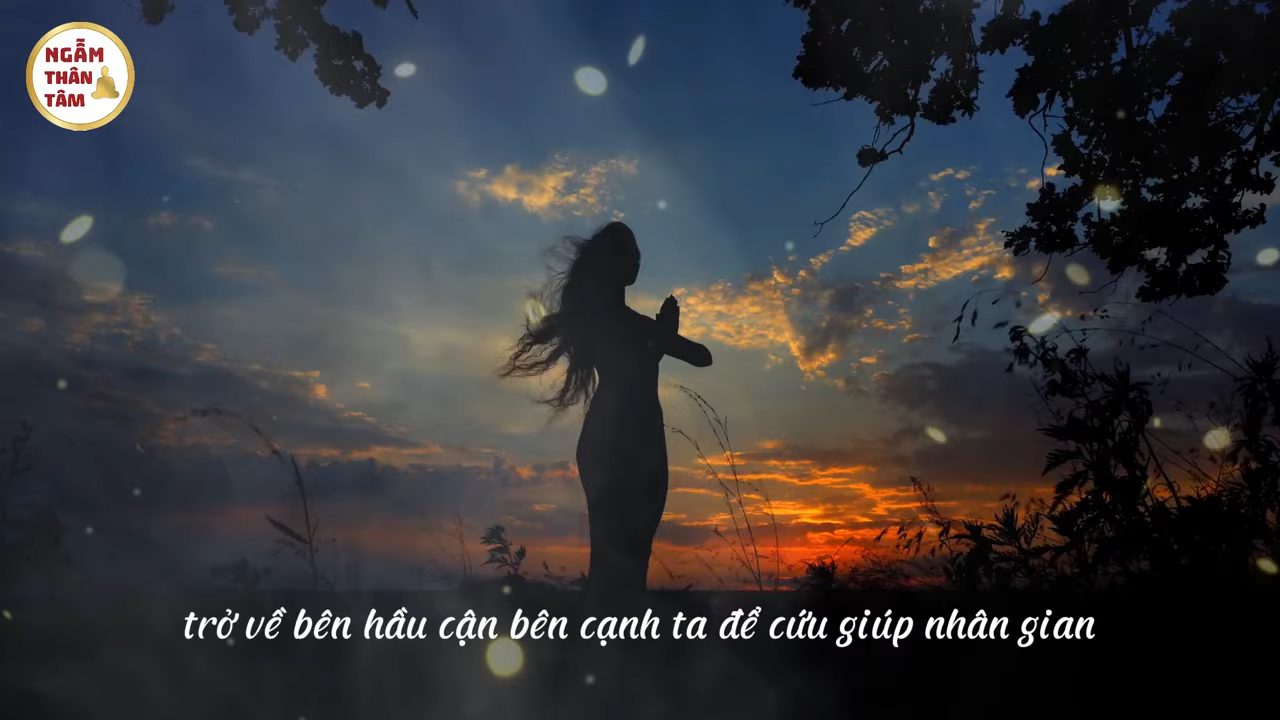 NGẪM
THÂN
TÂM
trở về bên hầu cận bên cạnh ta để cứu giúp nhân gian